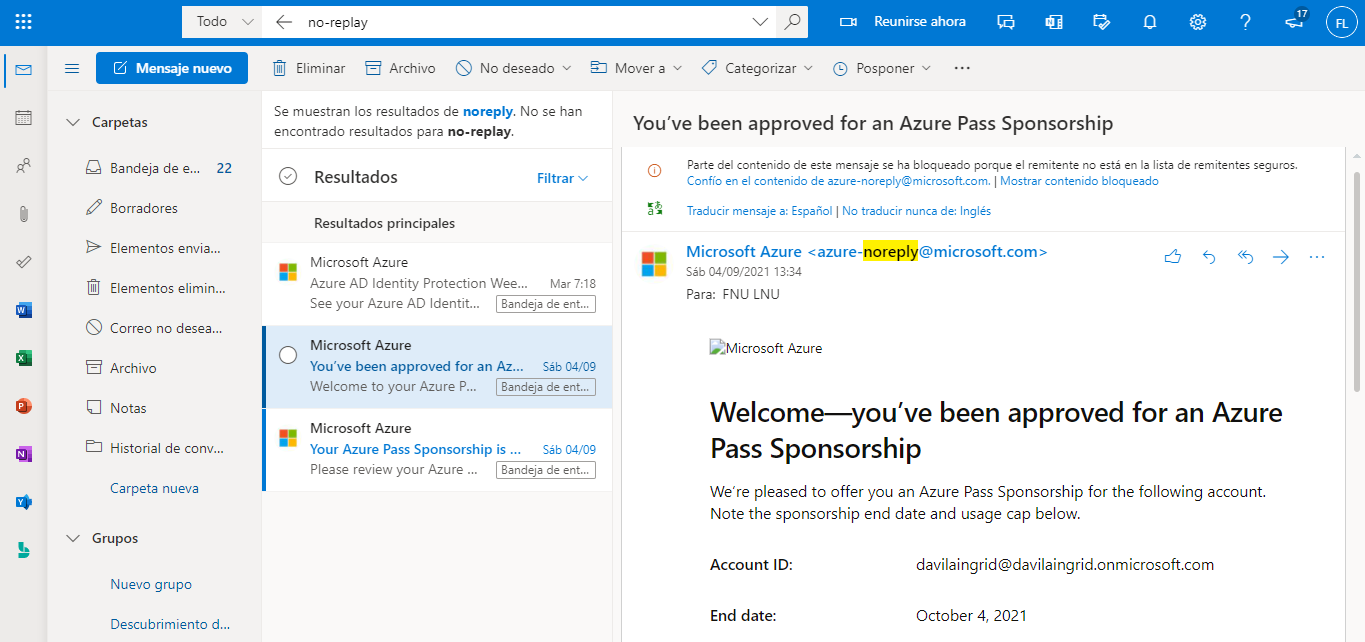 Todo
no-replay
Reunirse ahora
17
FL
Mensaje nuevo
Eliminar
Archivo
No deseado
Mover a
Categorizar
Posponer
Carpetas
Bandeja de e... 22
Borradores
Elementos envia...
Elementos elimin...
Correo no desea...
Archivo
Notas
Historial de conv...
Carpeta nueva
Grupos
Nuevo grupo
Descubrimiento d...
Se muestran los resultados de noreply. No se han
encontrado resultados para no-replay.
Resultados
Filtrar
Resultados principales
Microsoft Azure
Azure AD Identity Protection Wee... Mar 7:18
See your Azure AD Identit... Bandeja de ent...
Microsoft Azure
You've been approved for an Az... Sáb 04/09
Welcome to your Azure P... Bandeja de ent...
Microsoft Azure
Your Azure Pass Sponsorship is ... Sáb 04/09
Please review your Azure ... Bandeja de ent...
You've been approved for an Azure Pass Sponsorship
Parte del contenido de este mensaje se ha bloqueado porque el remitente no está en la lista de remitentes seguros.
Confío en el contenido de azure-noreply@microsoft.com. | Mostrar contenido bloqueado
Traducir mensaje a: Español | No traducir nunca de: Inglés
Microsoft Azure <azure-noreply@microsoft.com>
Sáb 04/09/2021 13:34
Para: FNU LNU
Microsoft Azure
Welcome—you've been approved for an Azure
Pass Sponsorship
We're pleased to offer you an Azure Pass Sponsorship for the following account.
Note the sponsorship end date and usage cap below.
Account ID: davilaingrid@davilaingrid.onmicrosoft.com
End date: October 4, 2021